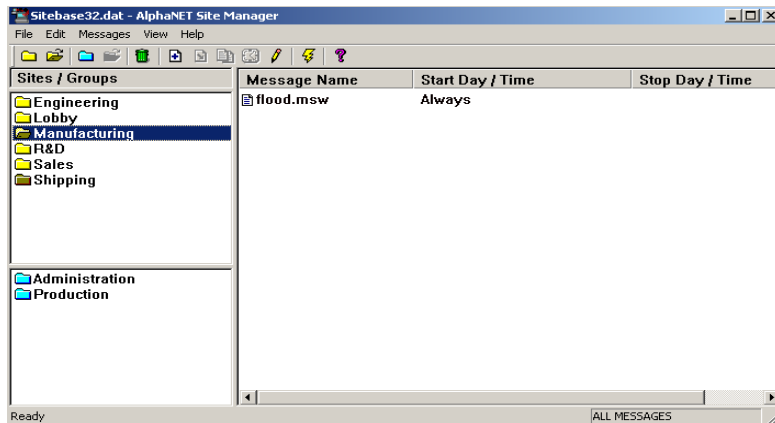 Sitebase32.dat - AlphaNET Site Manager
File Edit Messages View Help
Sites / Groups
Message Name Start Day / Time Stop Day / Time
flood.msw Always
Engineering
Lobby
Manufacturing
R&D
Sales
Shipping
Administration
Production
Ready ALL MESSAGES